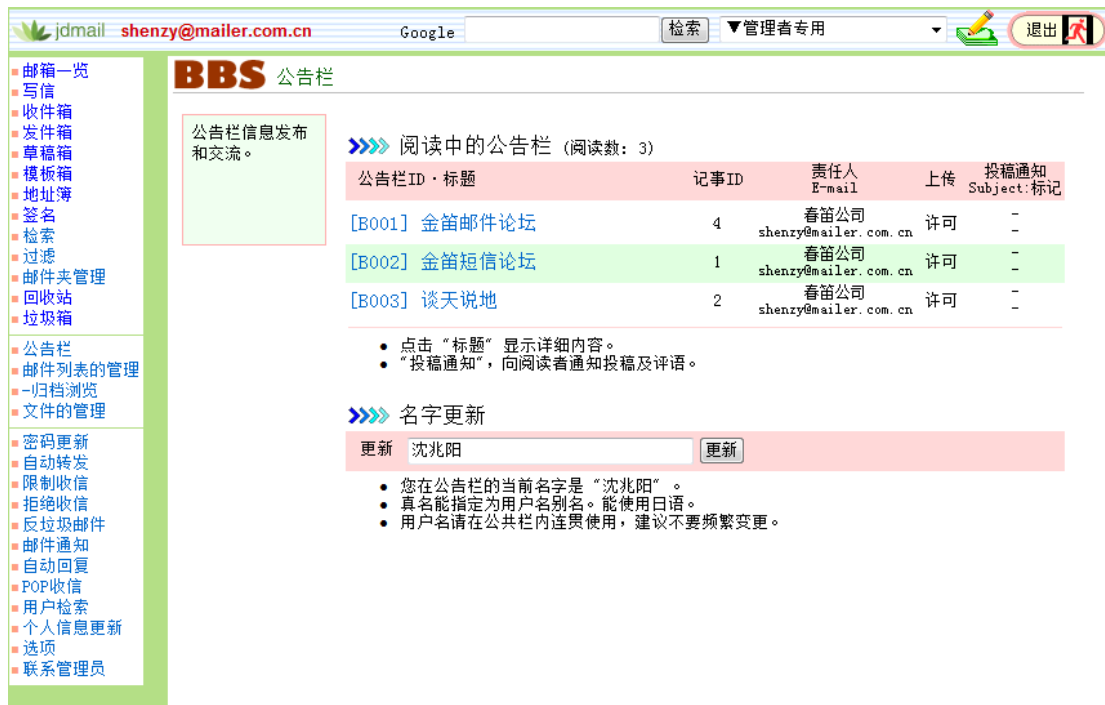 jdmail shenzy@mailer.com.cn Google 检索 ▼管理者专用 退出
邮箱一览
写信
收件箱
发件箱
草稿箱
模板箱
地址簿
签名
检索
过滤
邮件夹管理
回收站
垃圾箱
公告栏
邮件列表的管理
-归档浏览
文件的管理
密码更新
自动转发
限制收信
拒绝收信
反垃圾邮件
邮件通知
自动回复
POP收信
用户检索
个人信息更新
选项
联系管理员
BBS 公告栏
公告栏信息发布
和交流。
阅读中的公告栏 (阅读数: 3)
公告栏ID・标题 记事ID 责任人 E-mail 上传 投稿通知 Subject:标记
[B001] 金笛邮件论坛 4 春笛公司 shenzy@mailer.com.cn 许可 - -
[B002] 金笛短信论坛 1 春笛公司 shenzy@mailer.com.cn 许可 - -
[B003] 谈天说地 2 春笛公司 shenzy@mailer.com.cn 许可 - -
• 点击“标题”显示详细内容。
• “投稿通知”，向阅读者通知投稿及评语。
名字更新
更新 沈兆阳 更新
• 您在公告栏的当前名字是“沈兆阳”。
• 真名能指定为用户名别名。能使用日语。
• 用户名请在公共栏内连贯使用，建议不要频繁变更。